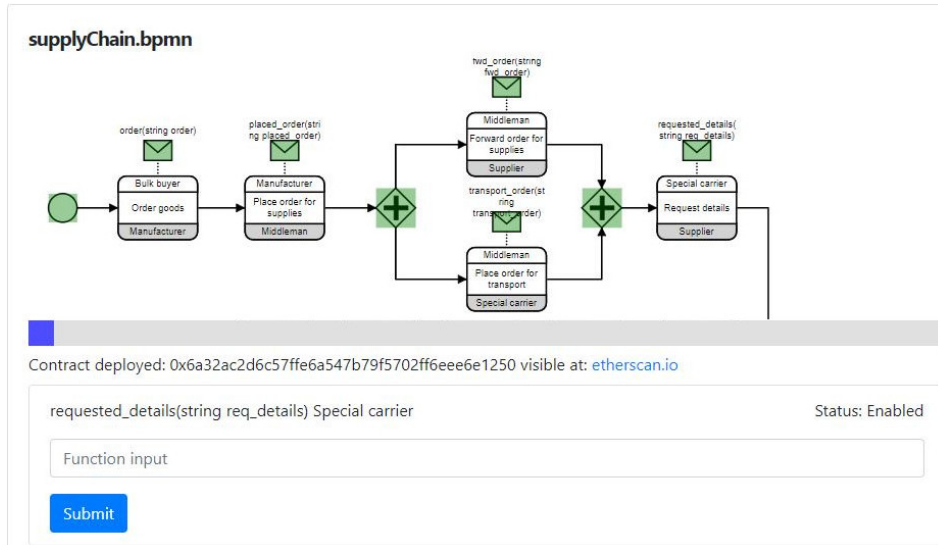 supplyChain.bpmn
order(string order)
Bulk buyer
Order goods
Manufacturer
placed_order(stri
ng placed_order)
Manufacturer
Place order for
supplies
Middleman
fwd_order(string
fwd_order)
Middleman
Forward order for
supplies
Supplier
transport_order(st
ring
transport_order)
Middleman
Place order for
transport
Special carrier
requested_details(
string req_details)
Special carrier
Request details
Supplier
Contract deployed: 0x6a32ac2d6c57ffe6a547b79f5702ff6eee6e1250 visible at: etherscan.io
requested_details(string req_details) Special carrier
Status: Enabled
Function input
Submit